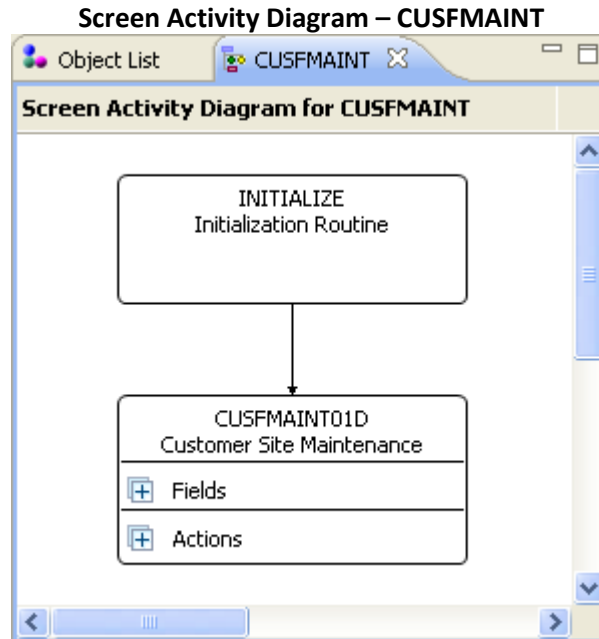 Screen Activity Diagram – CUSFMAINT
Object List CUSFMAINT
Screen Activity Diagram for CUSFMAINT
INITIALIZE
Initialization Routine
CUSFMAINT01D
Customer Site Maintenance
Fields
Actions